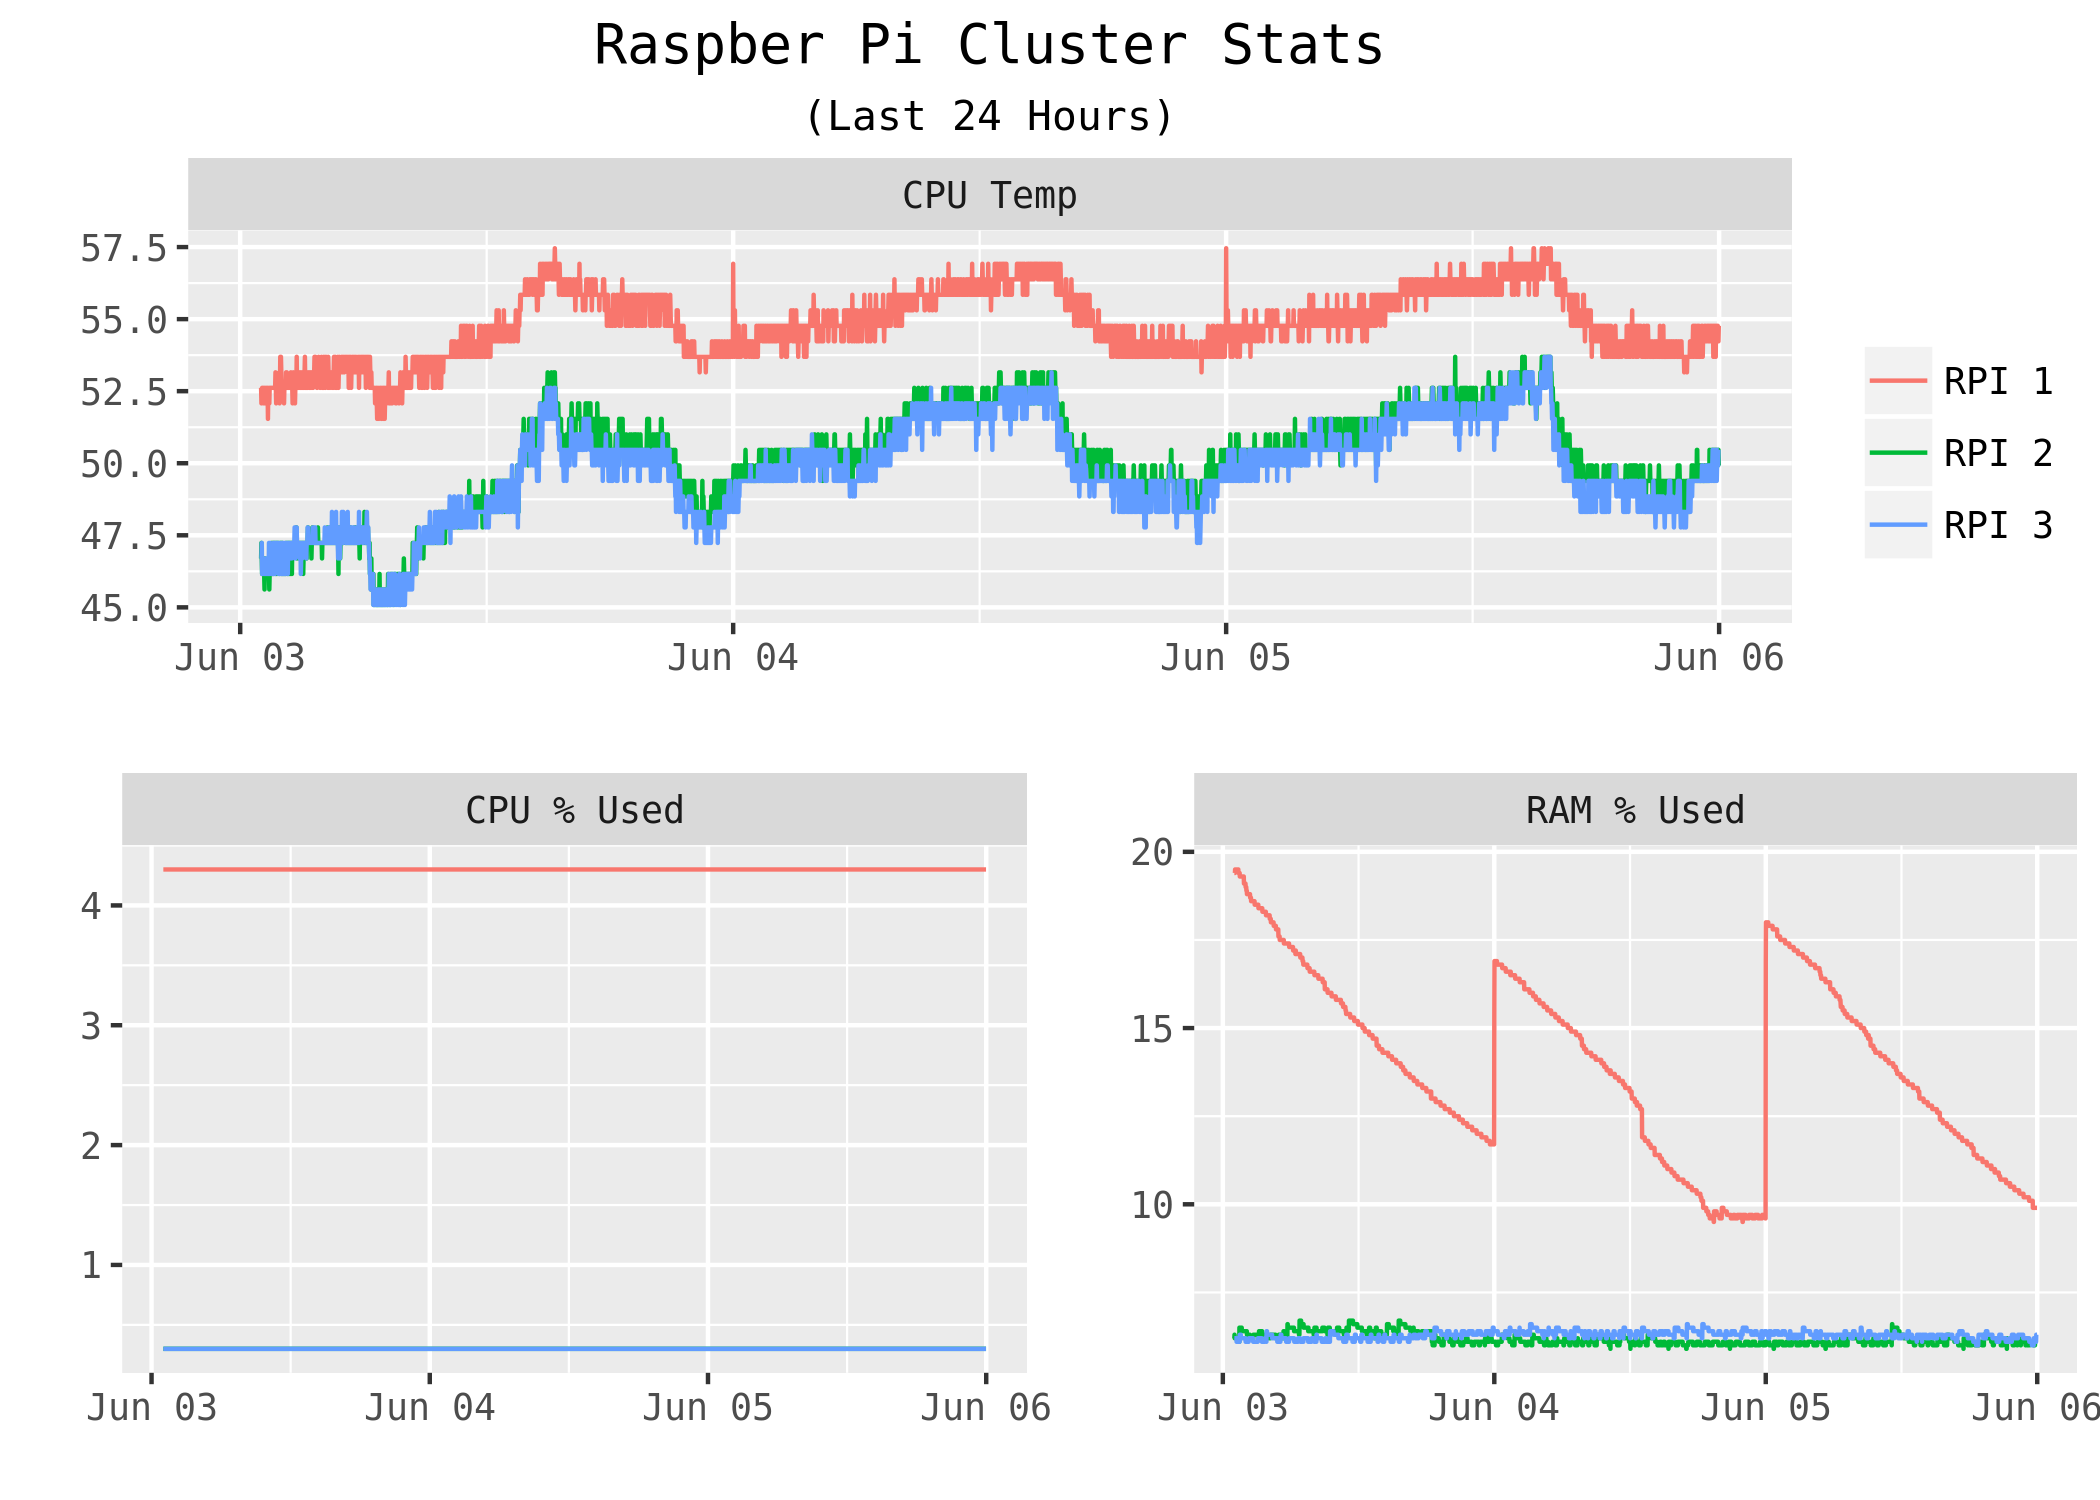 Raspber Pi Cluster Stats
(Last 24 Hours)
CPU Temp
57.5
55.0
52.5
50.0
47.5
45.0
Jun 03 Jun 04 Jun 05 Jun 06
RPI 1
RPI 2
RPI 3
CPU % Used
4
3
2
1
Jun 03 Jun 04 Jun 05 Jun 06
RAM % Used
20
15
10
Jun 03 Jun 04 Jun 05 Jun 06